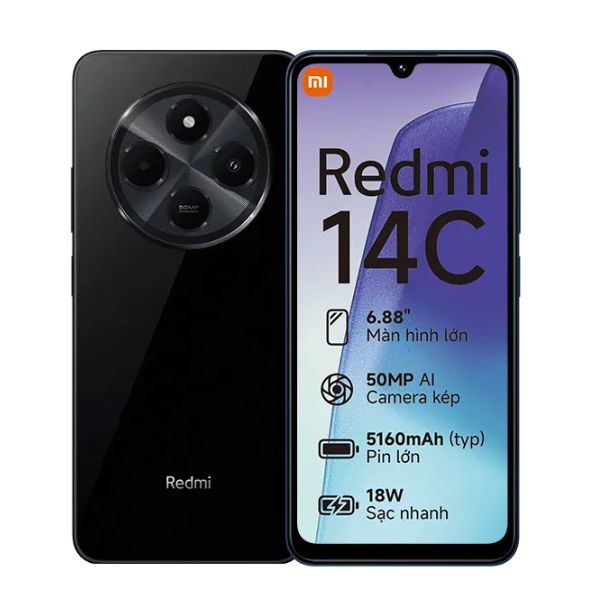 50MP
Redmi
mi
Redmi
14C
6.88"
Màn hình lớn
50MP AI
Camera kép
5160mAh (typ)
Pin lớn
18W
Sạc nhanh